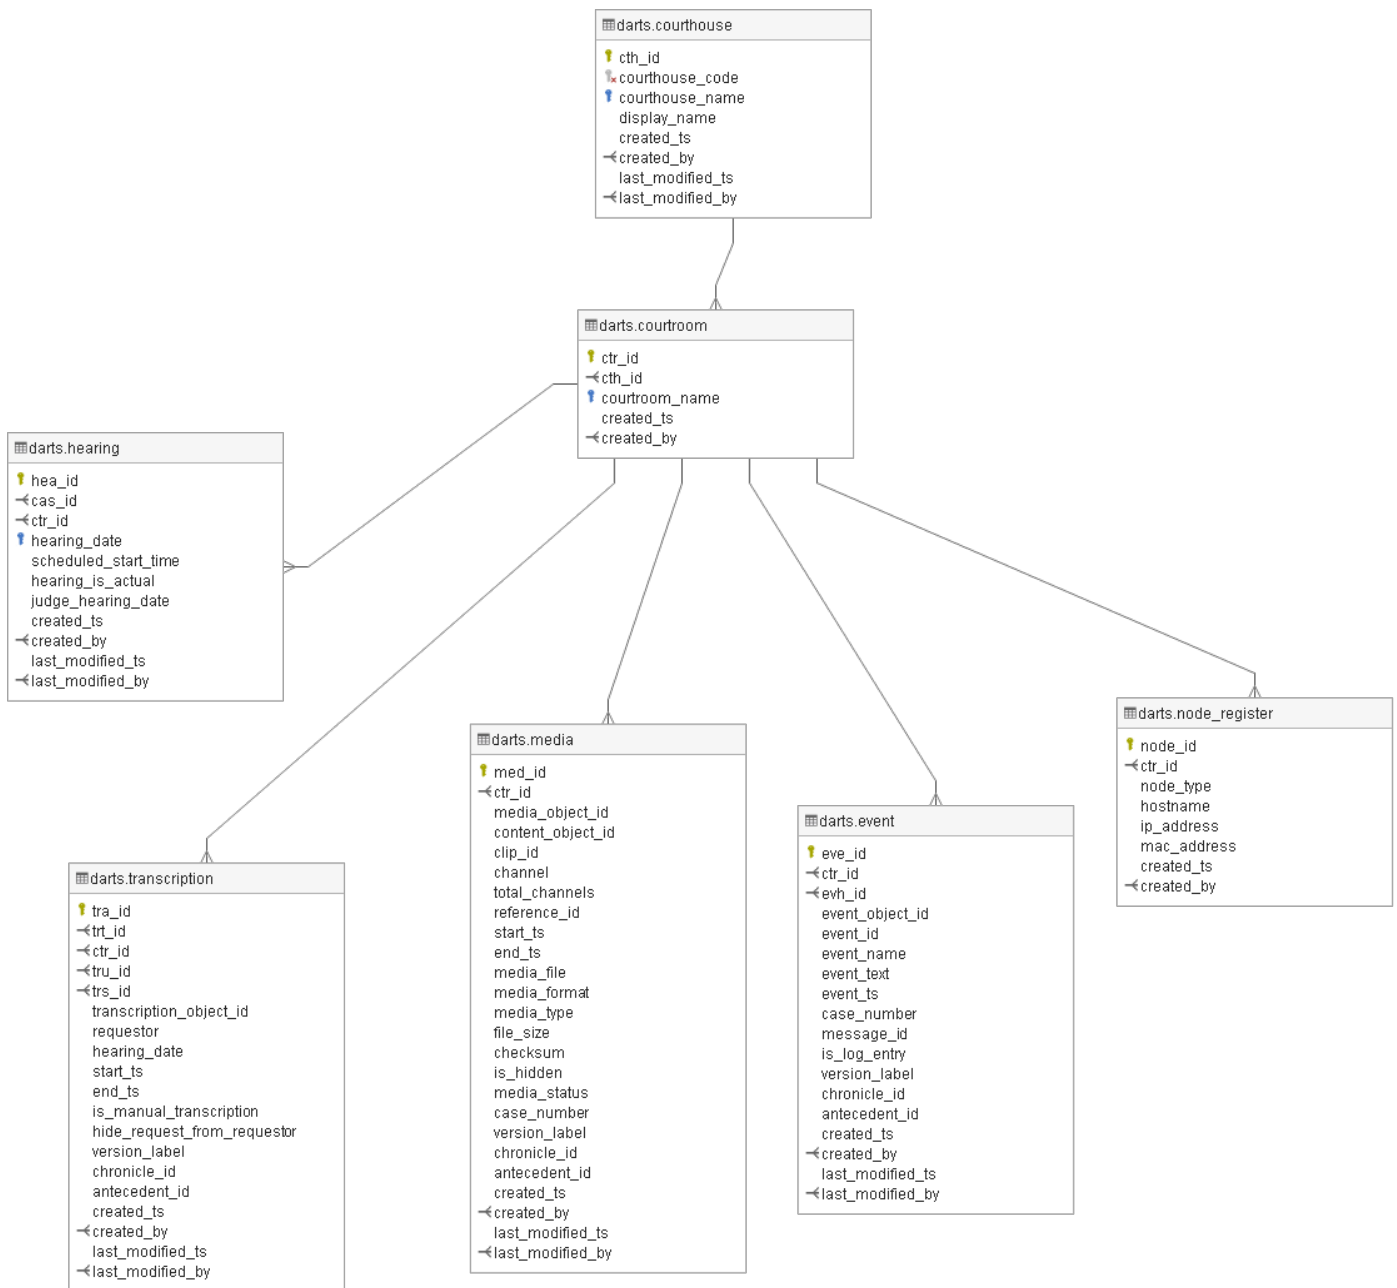 darts.courthouse
cth_id
courthouse_code
courthouse_name
display_name
created_ts
created_by
last_modified_ts
last_modified_by
darts.courtroom
ctr_id
cth_id
courtroom_name
created_ts
created_by
darts.hearing
hea_id
cas_id
ctr_id
hearing_date
scheduled_start_time
hearing_is_actual
judge_hearing_date
created_ts
created_by
last_modified_ts
last_modified_by
darts.transcription
tra_id
trt_id
ctr_id
tru_id
trs_id
transcription_object_id
requestor
hearing_date
start_ts
end_ts
is_manual_transcription
hide_request_from_requestor
version_label
chronicle_id
antecedent_id
created_ts
created_by
last_modified_ts
last_modified_by
darts.media
med_id
ctr_id
media_object_id
content_object_id
clip_id
channel
total_channels
reference_id
start_ts
end_ts
media_file
media_format
media_type
file_size
checksum
is_hidden
media_status
case_number
version_label
chronicle_id
antecedent_id
created_ts
created_by
last_modified_ts
last_modified_by
darts.event
eve_id
ctr_id
evh_id
event_object_id
event_id
event_name
event_text
event_ts
case_number
message_id
is_log_entry
version_label
chronicle_id
antecedent_id
created_ts
created_by
last_modified_ts
last_modified_by
darts.node_register
node_id
ctr_id
node_type
hostname
ip_address
mac_address
created_ts
created_by